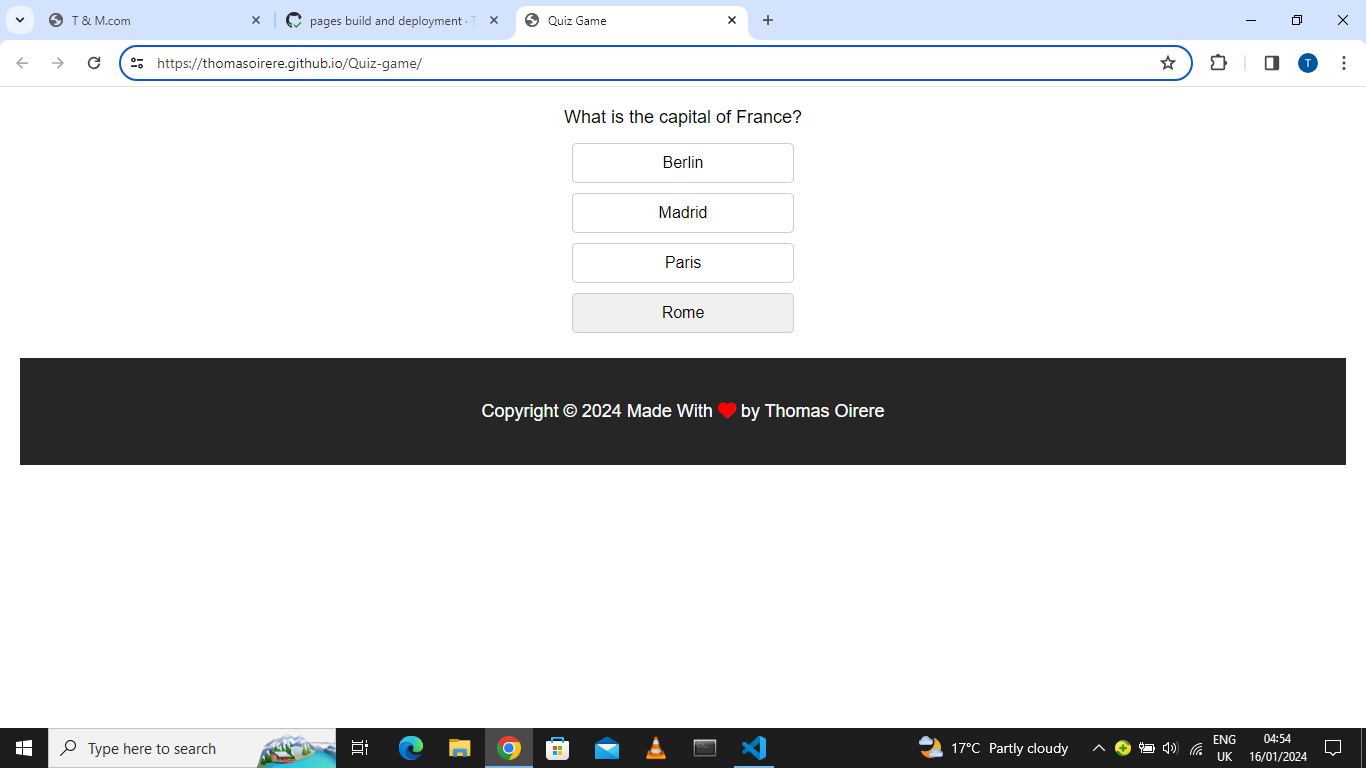 T & M.com
pages build and deployment · T
Quiz Game
https://thomasoirere.github.io/Quiz-game/
T
What is the capital of France?
Berlin
Madrid
Paris
Rome
Copyright © 2024 Made With ❤ by Thomas Oirere
Type here to search
17°C Partly cloudy
ENG
UK
04:54
16/01/2024